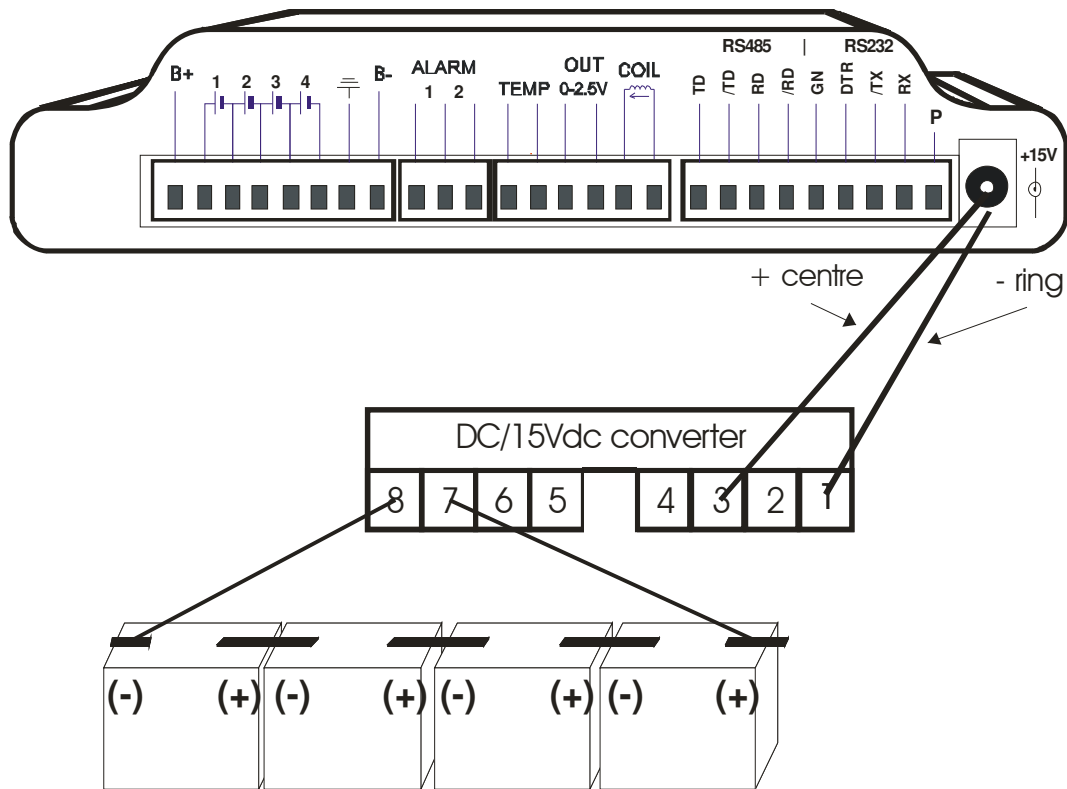 RS485 | RS232
B+ 1 2 3 4 B- ALARM 1 2 TEMP OUT 0-2.5V COIL TD /TD RD /RD GN DTR /TX RX P
+15V
+ centre - ring
DC/15Vdc converter
8 7 6 5 4 3 2 1
(-) (+) (-) (+) (-) (+) (-) (+)